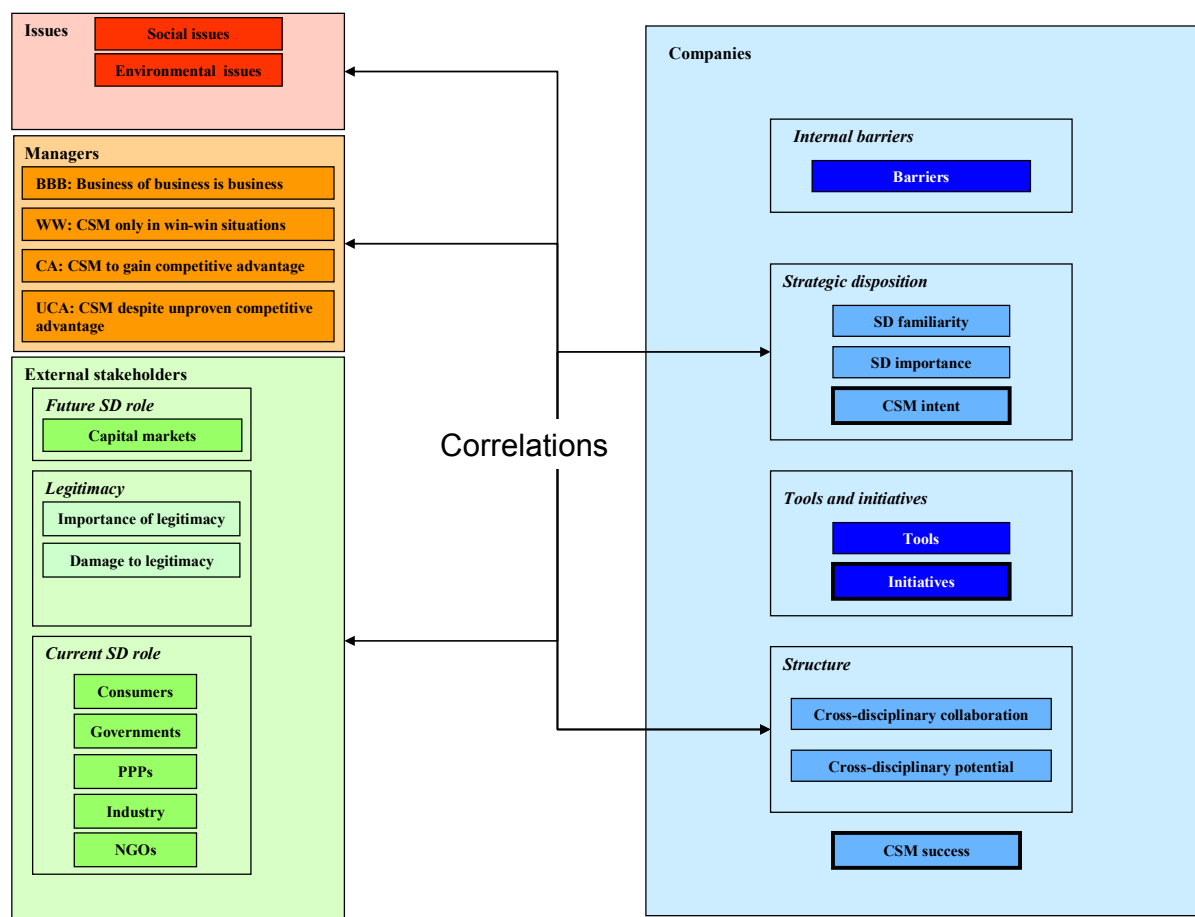 Issues
Social issues
Environmental issues
Managers
BBB: Business of business is business
WW: CSM only in win-win situations
CA: CSM to gain competitive advantage
UCA: CSM despite unproven competitive
advantage
External stakeholders
Future SD role
Capital markets
Legitimacy
Importance of legitimacy
Damage to legitimacy
Current SD role
Consumers
Governments
PPPs
Industry
NGOs
Correlations
Companies
Internal barriers
Barriers
Strategic disposition
SD familiarity
SD importance
CSM intent
Tools and initiatives
Tools
Initiatives
Structure
Cross-disciplinary collaboration
Cross-disciplinary potential
CSM success